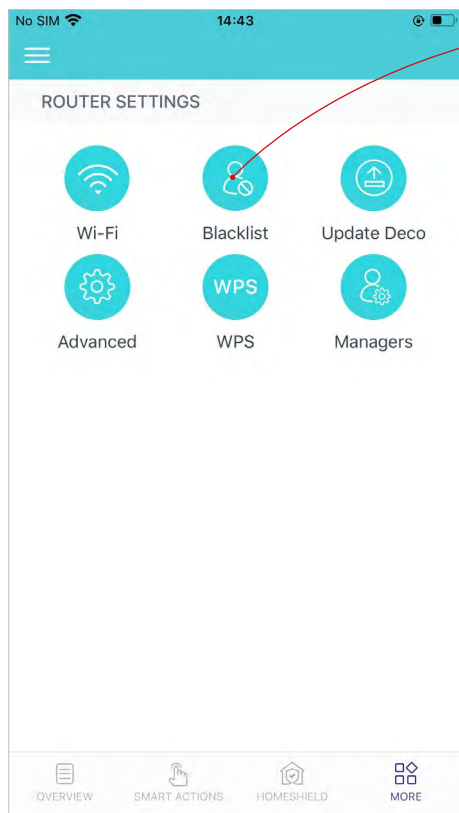 No SIM 14:43
ROUTER SETTINGS
Wi-Fi Blacklist Update Deco
WPS
Advanced WPS Managers
OVERVIEW SMART ACTIONS HOMESHIELD MORE